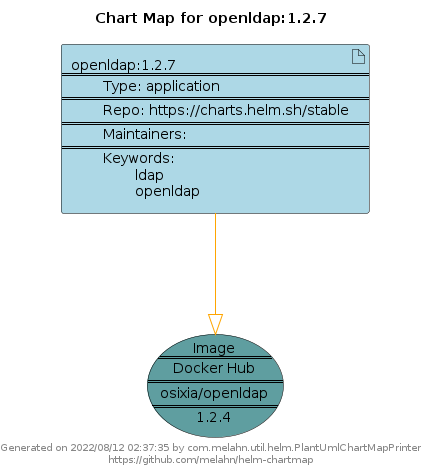 Chart Map for openldap:1.2.7
openldap:1.2.7
Type: application
Repo: https://charts.helm.sh/stable
Maintainers:
Keywords:
ldap
openldap
Image
Docker Hub
osixia/openldap
1.2.4
Generated on 2022/08/12 02:37:35 by com.melahn.util.helm.PlantUmlChartMapPrinter
https://github.com/melahn/helm-chartmap